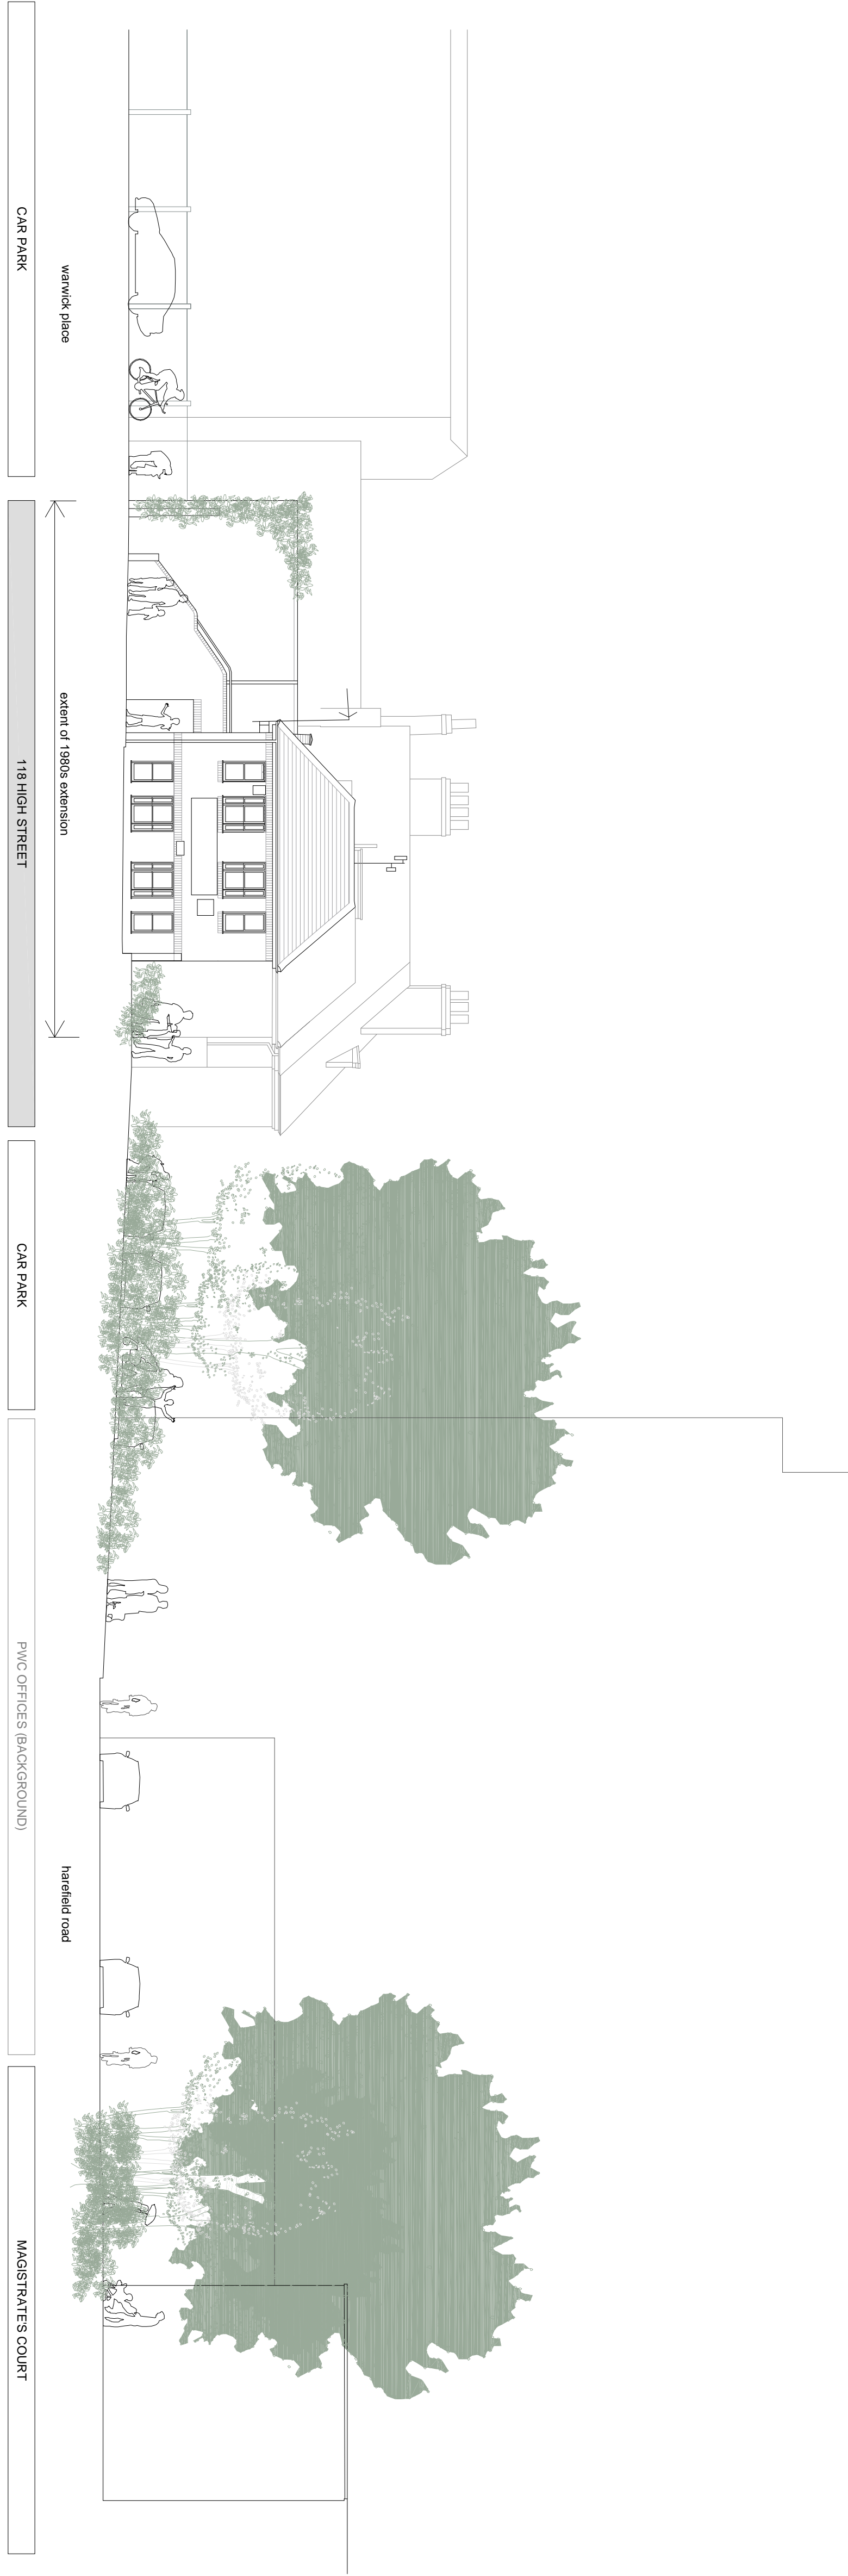 warwick place
extent of 1980s extension
harefield road
CAR PARK
118 HIGH STREET
CAR PARK
PWC OFFICES (BACKGROUND)
MAGISTRATE'S COURT